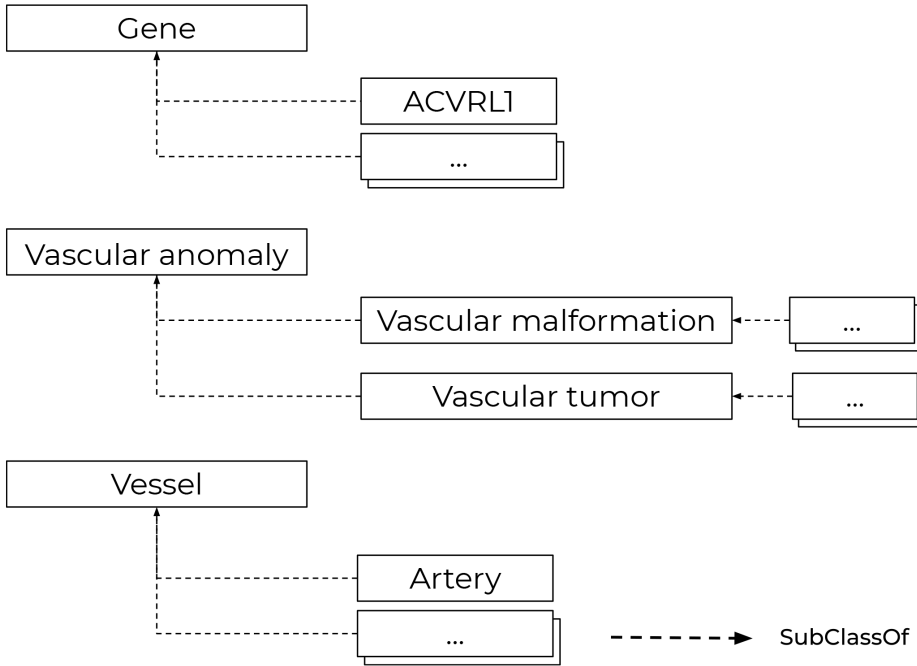 Gene
ACVRL1
...
Vascular anomaly
Vascular malformation
...
Vascular tumor
...
Vessel
Artery
...
SubClassOf